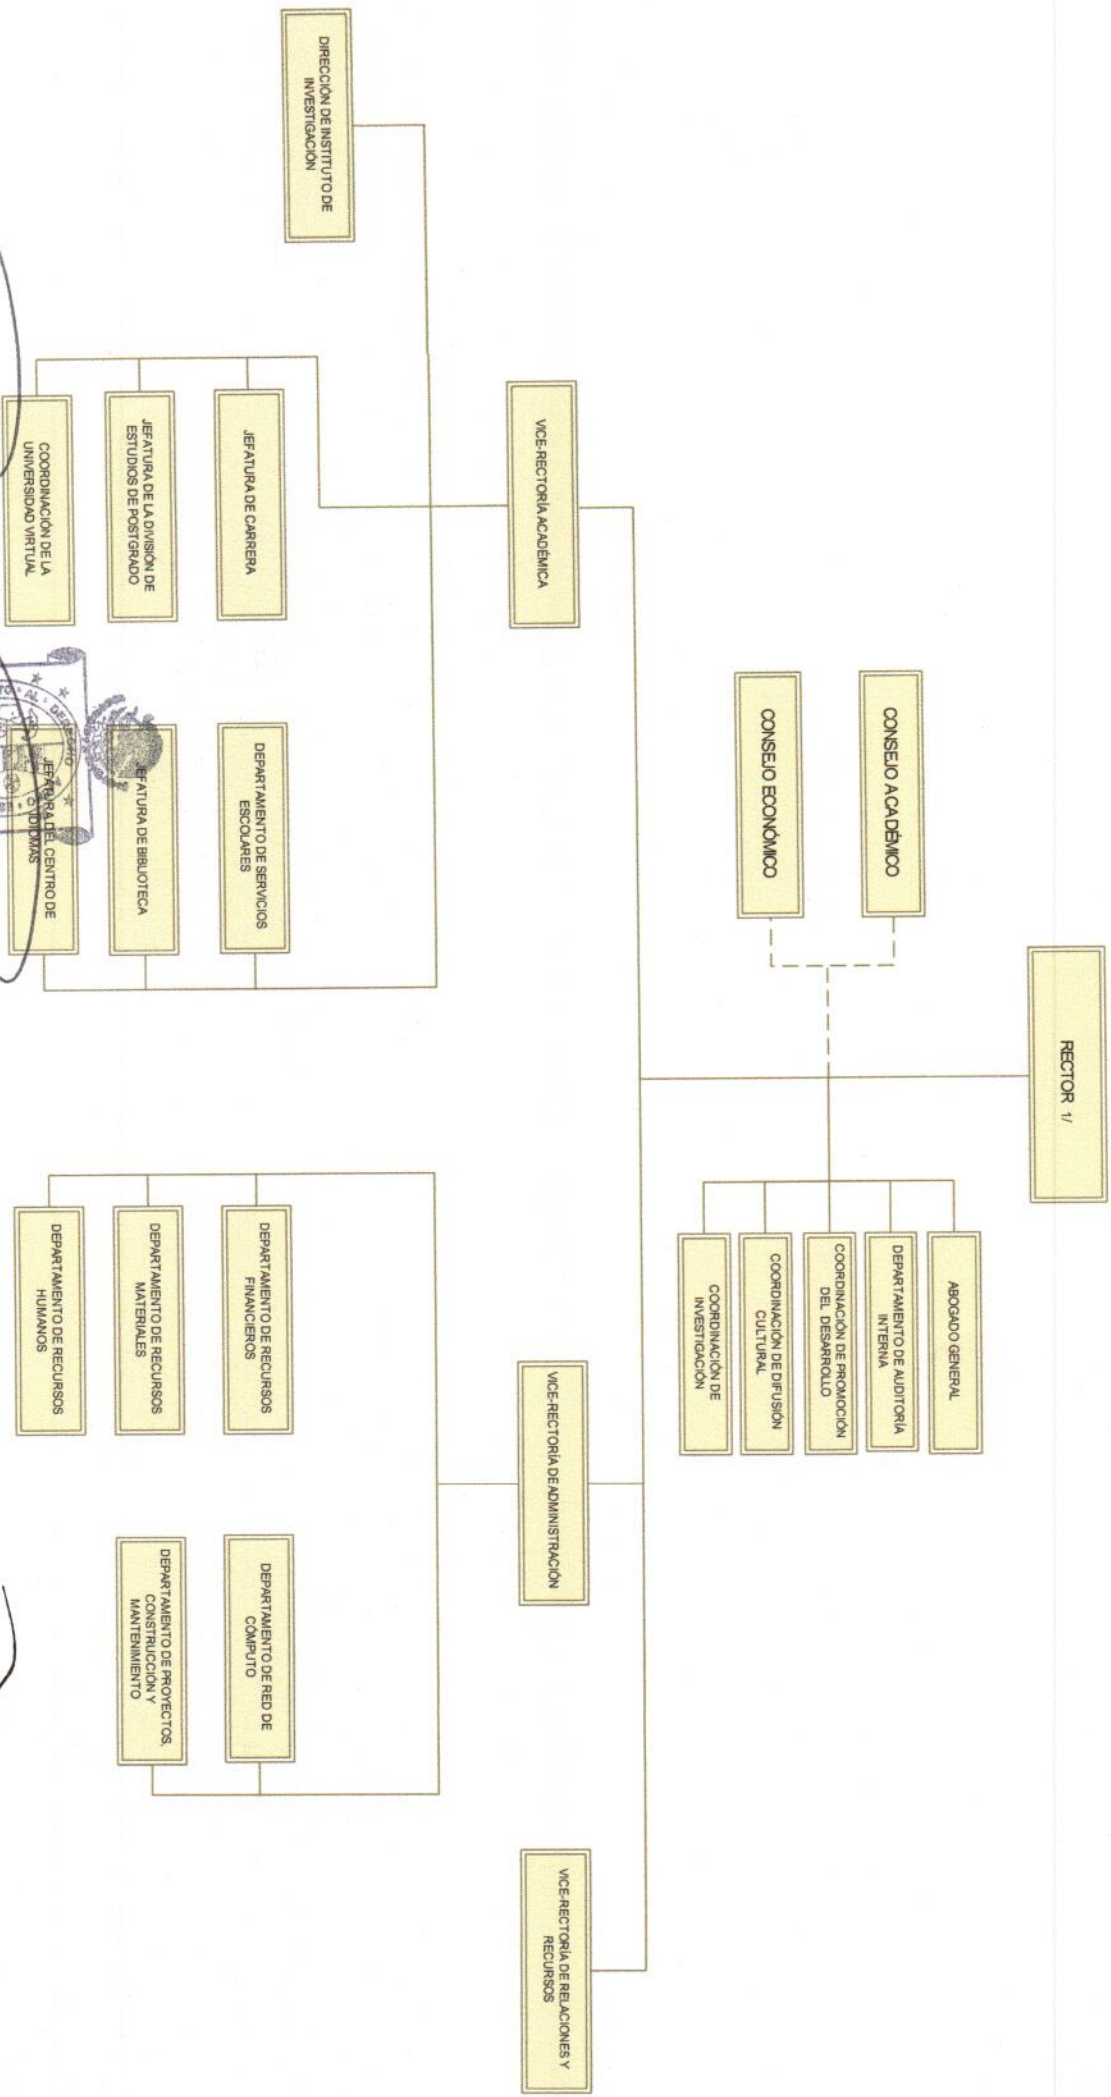 RECTOR 1/
CONSEJO ACADÉMICO
CONSEJO ECONÓMICO
ABOGADO GENERAL
DEPARTAMENTO DE AUDITORÍA
INTERNA
COORDINACIÓN DE PROMOCIÓN
DEL DESARROLLO
COORDINACIÓN DE DIFUSIÓN
CULTURAL
COORDINACIÓN DE
INVESTIGACIÓN
VICE-RECTORÍA ACADÉMICA
VICE-RECTORÍA DE ADMINISTRACIÓN
VICE-RECTORÍA DE RELACIONES Y
RECURSOS
DIRECCIÓN DE INSTITUTO DE
INVESTIGACIÓN
JEFATURA DE CARRERA
JEFATURA DE LA DIVISIÓN DE
ESTUDIOS DE POSTGRADO
COORDINACIÓN DE LA
UNIVERSIDAD VIRTUAL
DEPARTAMENTO DE SERVICIOS
ESCOLARES
JEFATURA DE BIBLIOTECA
JEFATURA DEL CENTRO DE
IDIOMAS
DEPARTAMENTO DE RECURSOS
FINANCIEROS
DEPARTAMENTO DE RECURSOS
MATERIALES
DEPARTAMENTO DE RECURSOS
HUMANOS
DEPARTAMENTO DE RED DE
CÓMPUTO
DEPARTAMENTO DE PROYECTOS,
CONSTRUCCIÓN Y
MANTENIMIENTO
AL DERECHO